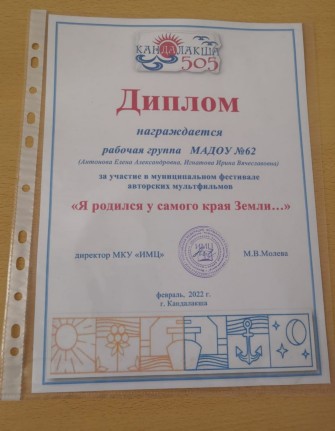 КАНДАЛАКША
505
Диплом
награждается
рабочая группа МАДОУ №62
(Антонова Елена Александровна, Игнатова Ирина Вячеславовна)
за участие в муниципальном фестивале
авторских мультфильмов
«Я родился у самого края Земли…»
директор МКУ «ИМЦ»
ИМЦ
М.В.Молева
февраль, 2022 г.
г. Кандалакша